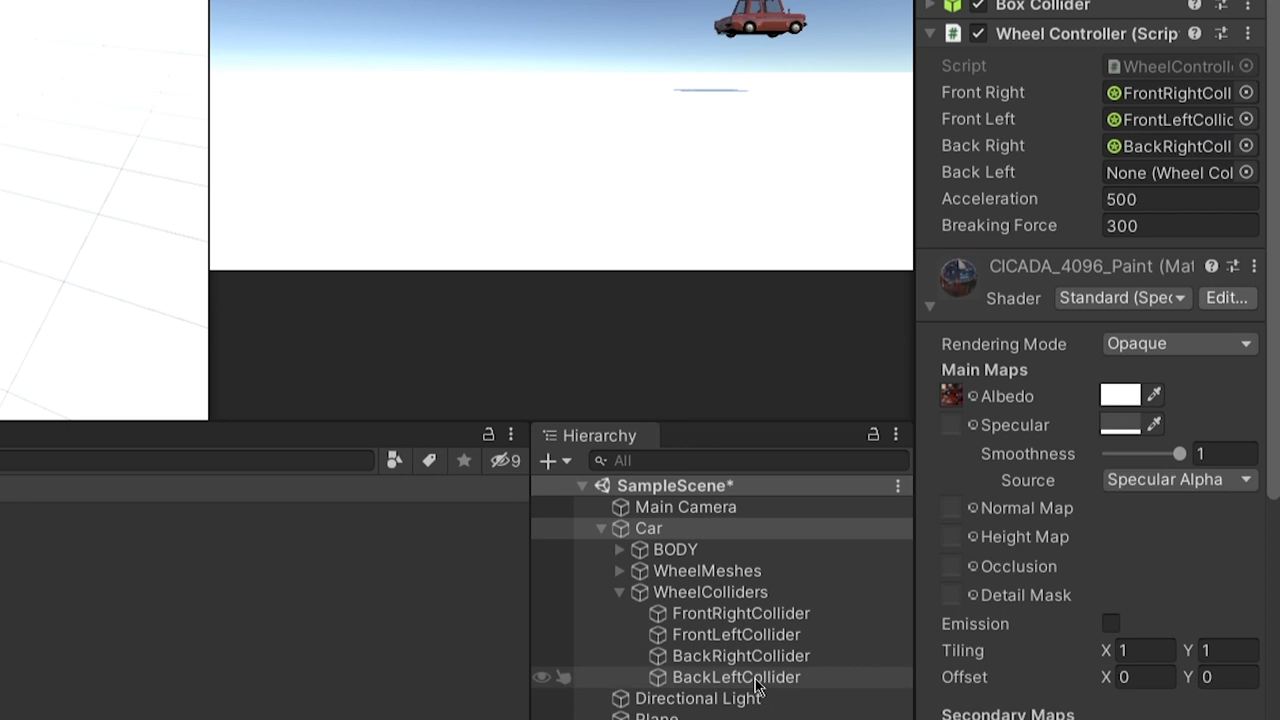 Box Collider
Wheel Controller (Scrip
Script WheelControll
Front Right FrontRightColl
Front Left FrontLeftCollic
Back Right BackRightColl
Back Left None (Wheel Col
Acceleration 500
Breaking Force 300
CICADA_4096_Paint (Mat
Shader Standard (Spec Edit...
Rendering Mode Opaque
Main Maps
Albedo
Specular
Smoothness 1
Source Specular Alpha
Normal Map
Height Map
Occlusion
Detail Mask
Emission
Tiling X 1 Y 1
Offset X 0 Y 0
Secondary Maps
9
Hierarchy
All
SampleScene*
Main Camera
Car
BODY
WheelMeshes
WheelColliders
FrontRightCollider
FrontLeftCollider
BackRightCollider
BackLeftCollider
Directional Light
Plane